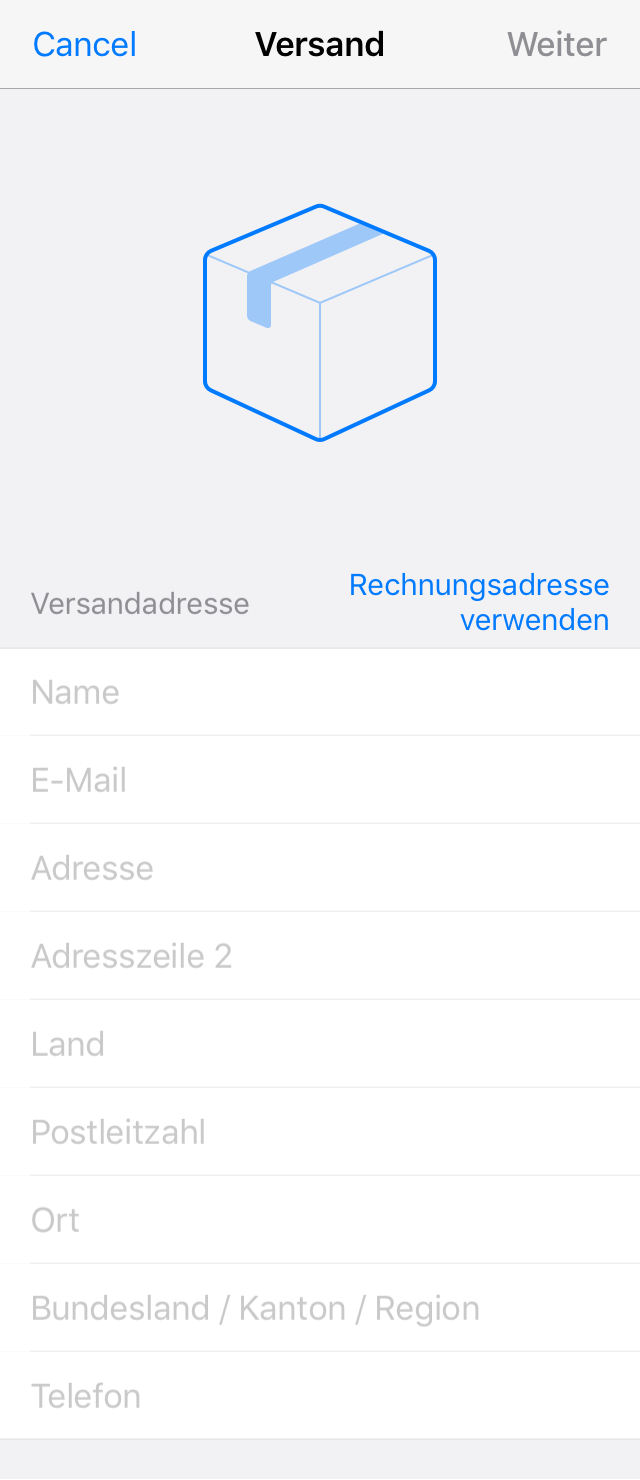 Cancel Versand Weiter
Versandadresse
Rechnungsadresse
verwenden
Name
E-Mail
Adresse
Adresszeile 2
Land
Postleitzahl
Ort
Bundesland / Kanton / Region
Telefon